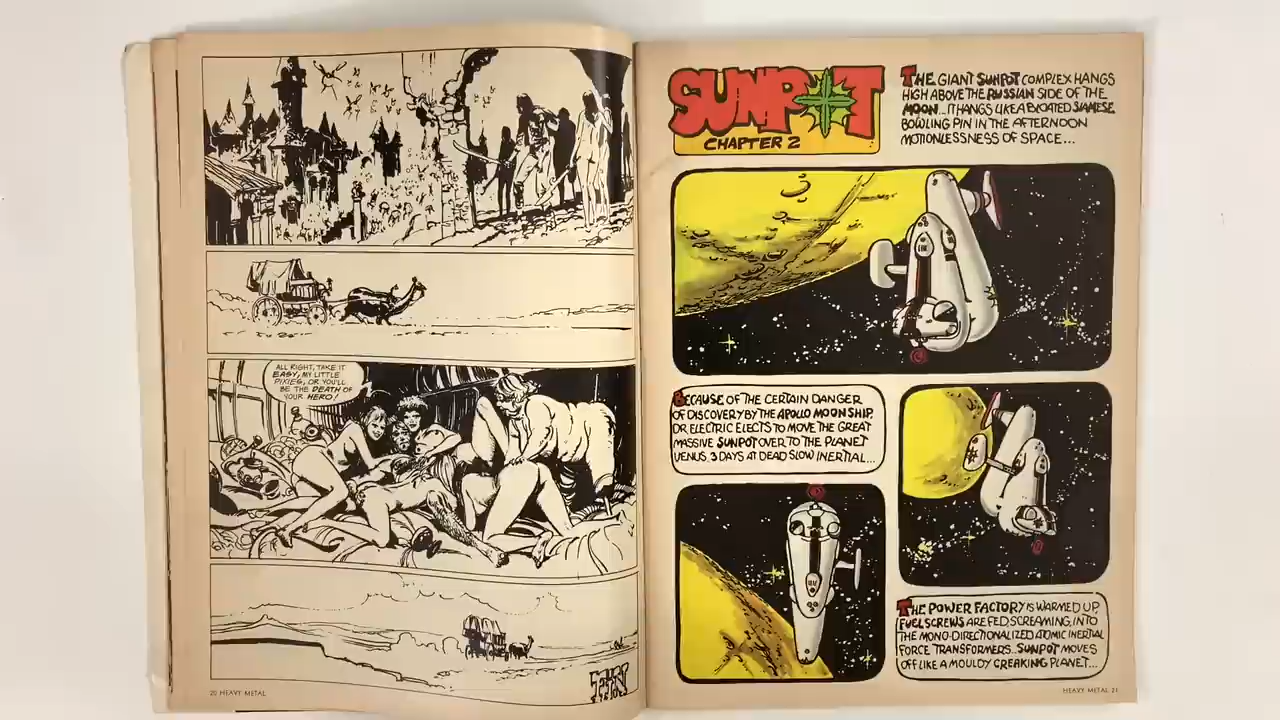 ALL RIGHT, TAKE IT
EASY, MY LITTLE
PIXIES, OR YOU'LL
BE THE DEATH OF
YOUR HERO!
20 HEAVY METAL
SUNPOT
CHAPTER 2
THE GIANT SUNPOT COMPLEX HANGS
HIGH ABOVE THE RUSSIAN SIDE OF THE
MOON...IT HANGS LIKE A BLOATED SIAMESE
BOWLING PIN IN THE AFTERNOON
MOTIONLESSNESS OF SPACE...
BECAUSE OF THE CERTAIN DANGER
OF DISCOVERY BY THE APOLLO MOON SHIP,
DR ELECTRIC ELECTS TO MOVE THE GREAT
MASSIVE SUNPOT OVER TO THE PLANET
VENUS. 3 DAYS AT DEAD SLOW INERTIAL...
THE POWER FACTORY IS WARMED UP,
FUEL SCREWS ARE FED, SCREAMING, INTO
THE MONO-DIRECTIONALIZED ATOMIC INERTIAL
FORCE TRANSFORMERS...SUNPOT MOVES
OFF LIKE A MOULDY CREAKING PLANET...
HEAVY METAL 21